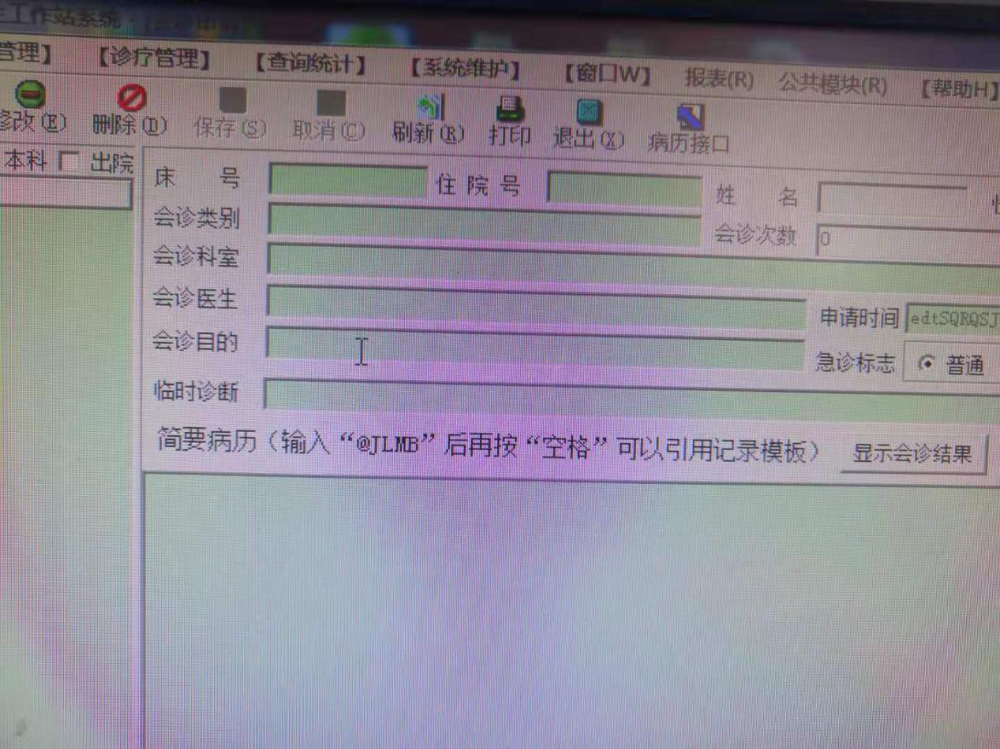 工作站系统
管理】 【诊疗管理】 【查询统计】 【系统维护】 【窗口W】 报表(R) 公共模块(R) 【帮助H】
修改(E) 删除(D) 保存(S) 取消(C) 刷新(R) 打印 退出(X) 病历接口
本科 出院
床 号 住 院 号 姓 名
会诊类别 会诊次数 0
会诊科室
会诊医生 申请时间 edtSQRQSJ
会诊目的 急诊标志 普通
临时诊断
简要病历（输入“@JLMB”后再按“空格”可以引用记录模板） 显示会诊结果